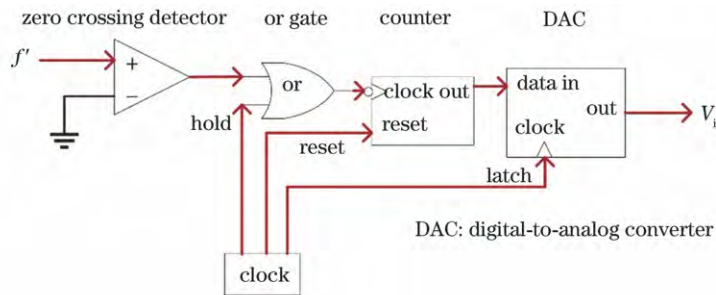 zero crossing detector
or gate
counter
DAC
f'
+
−
or
clock out
reset
data in
out
clock
V_i
hold
reset
latch
DAC: digital-to-analog converter
clock